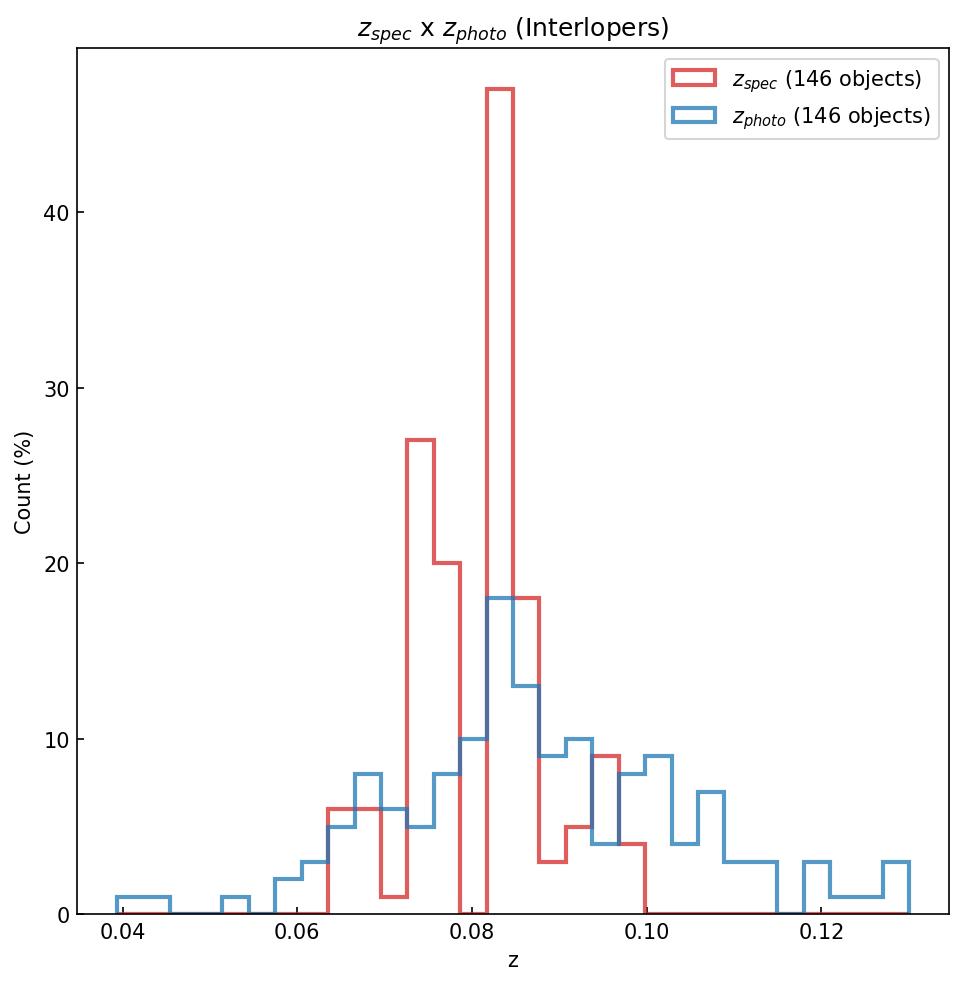 z_spec x z_photo (Interlopers)
z_spec (146 objects)
z_photo (146 objects)
Count (%)
40
30
20
10
0
0.04 0.06 0.08 0.10 0.12
z